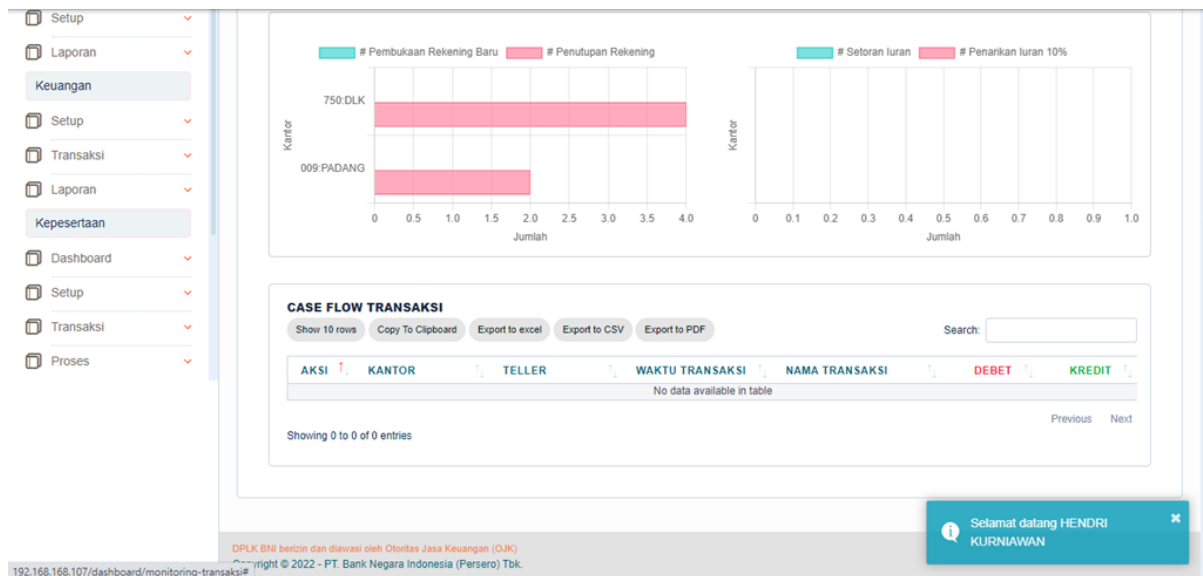 Setup
Laporan
Keuangan
Setup
Transaksi
Laporan
Kepesertaan
Dashboard
Setup
Transaksi
Proses
# Pembukaan Rekening Baru # Penutupan Rekening
Kantor
750:DLK
009:PADANG
0 0.5 1.0 1.5 2.0 2.5 3.0 3.5 4.0
Jumlah
# Setoran Iuran # Penarikan Iuran 10%
Kantor
0 0.1 0.2 0.3 0.4 0.5 0.6 0.7 0.8 0.9 1.0
Jumlah
CASE FLOW TRANSAKSI
Show 10 rows Copy To Clipboard Export to excel Export to CSV Export to PDF Search:
AKSI KANTOR TELLER WAKTU TRANSAKSI NAMA TRANSAKSI DEBET KREDIT
No data available in table
Previous Next
Showing 0 to 0 of 0 entries
Selamat datang HENDRI
KURNIAWAN
DPLK BNI berizin dan diawasi oleh Otoritas Jasa Keuangan (OJK)
Copyright © 2022 - PT. Bank Negara Indonesia (Persero) Tbk.
192.168.168.107/dashboard/monitoring-transaksi#